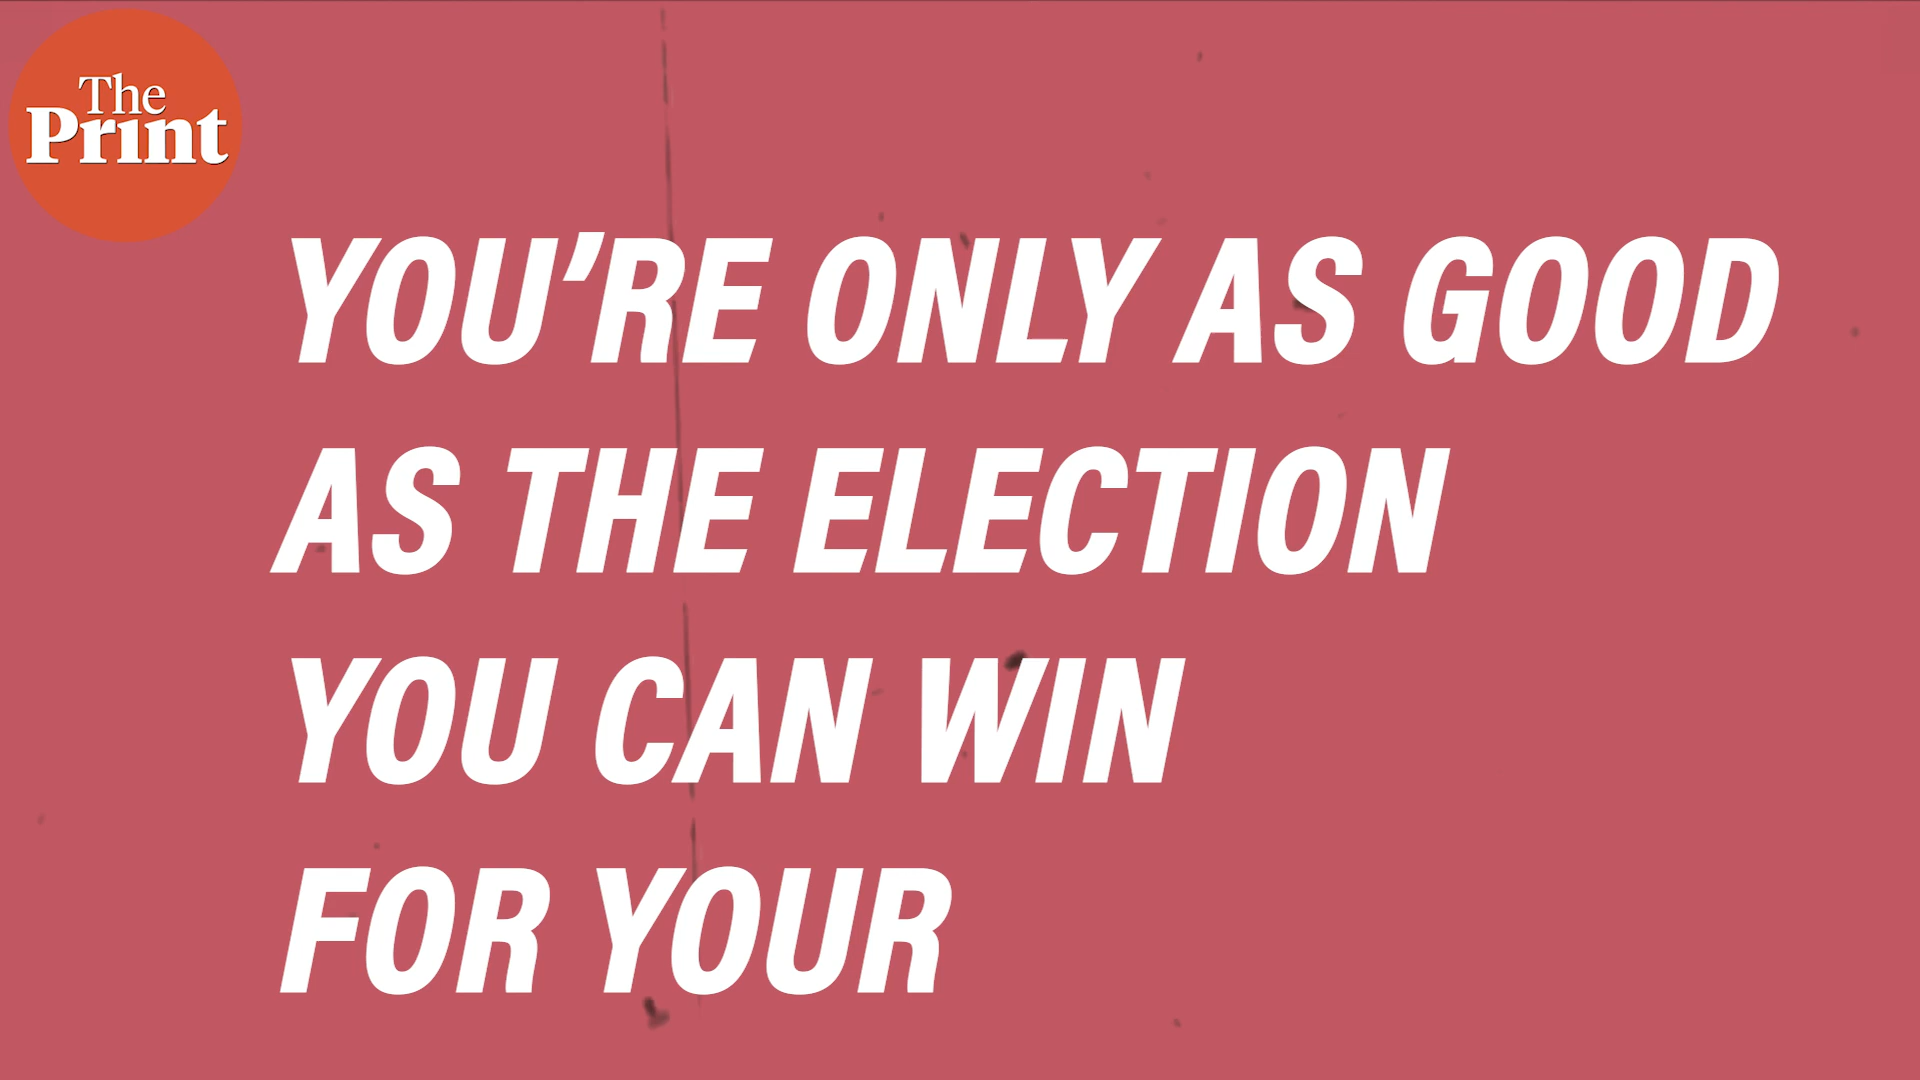 The
Print
YOU’RE ONLY AS GOOD
AS THE ELECTION
YOU CAN WIN
FOR YOUR